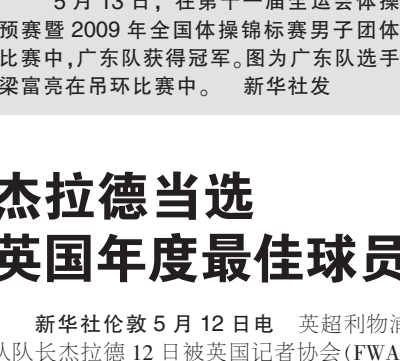 5 月 13 日，在第十一届全运会体操
预赛暨 2009 年全国体操锦标赛男子团体
比赛中，广东队获得冠军。图为广东队选手
梁富亮在吊环比赛中。 新华社发
杰拉德当选
英国年度最佳球员
新华社伦敦 5 月 12 日电 英超利物浦
队队长杰拉德 12 日被英国记者协会(FWA